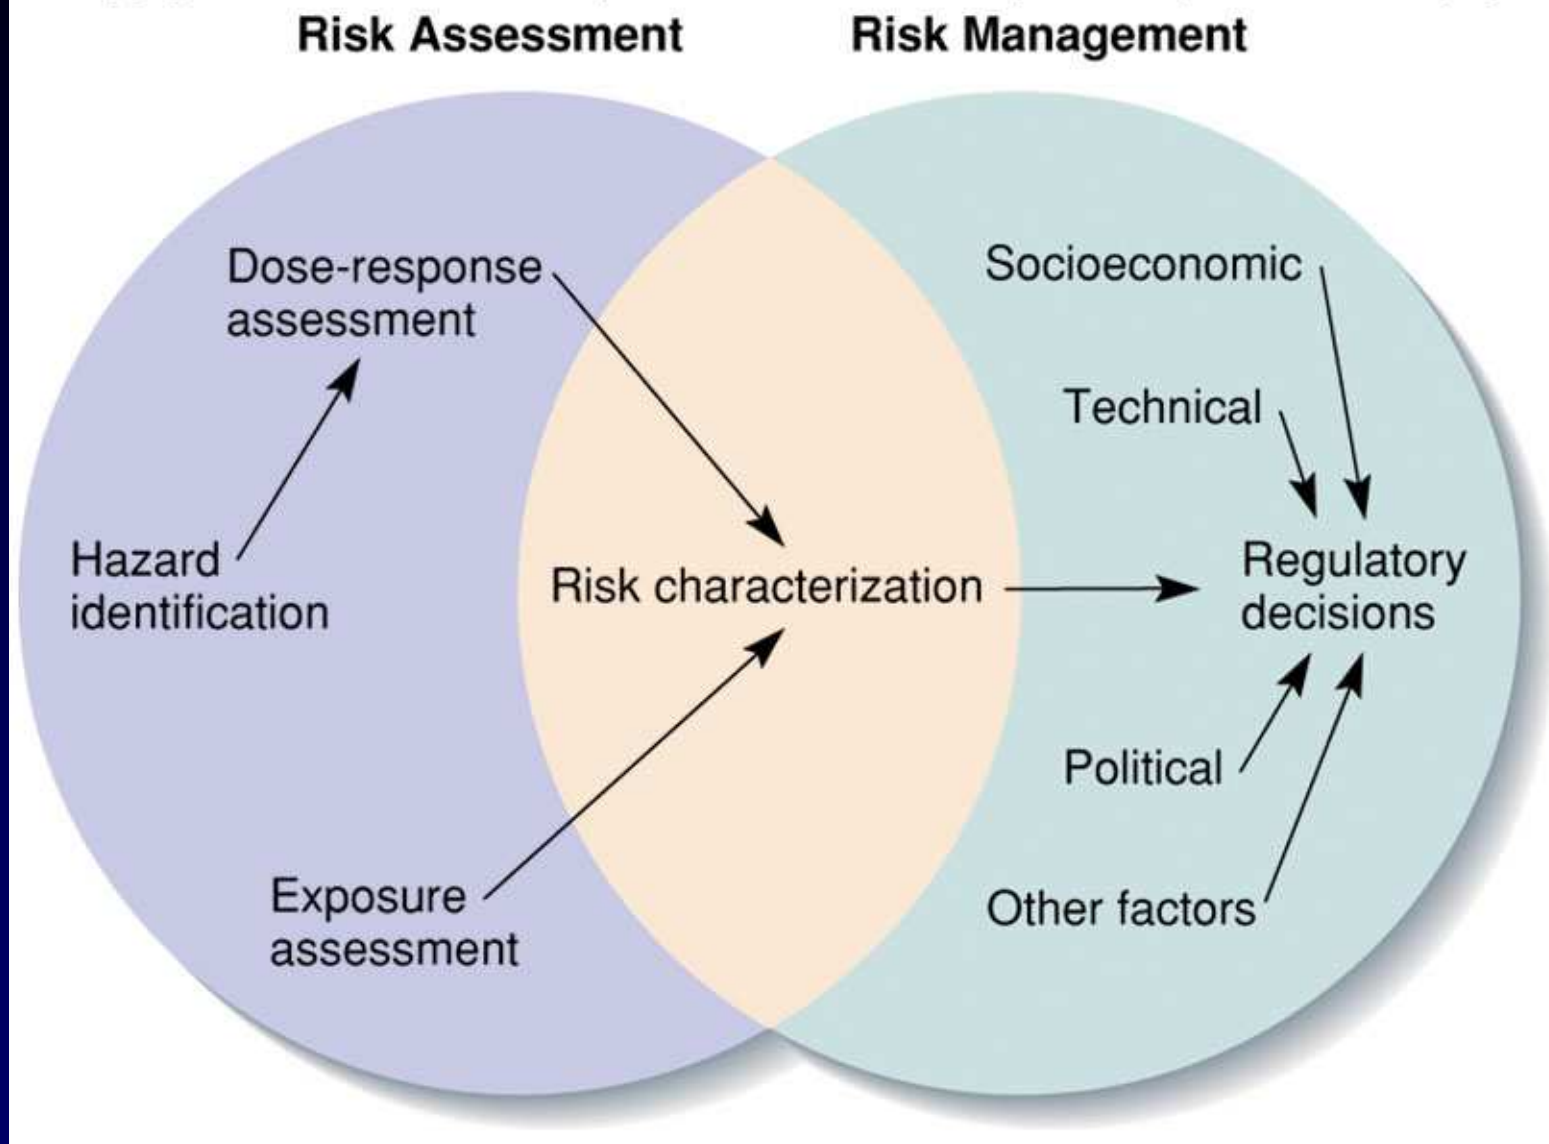 Risk Assessment
Risk Management
Dose-response
assessment
Hazard
identification
Exposure
assessment
Risk characterization
Socioeconomic
Technical
Regulatory
decisions
Political
Other factors